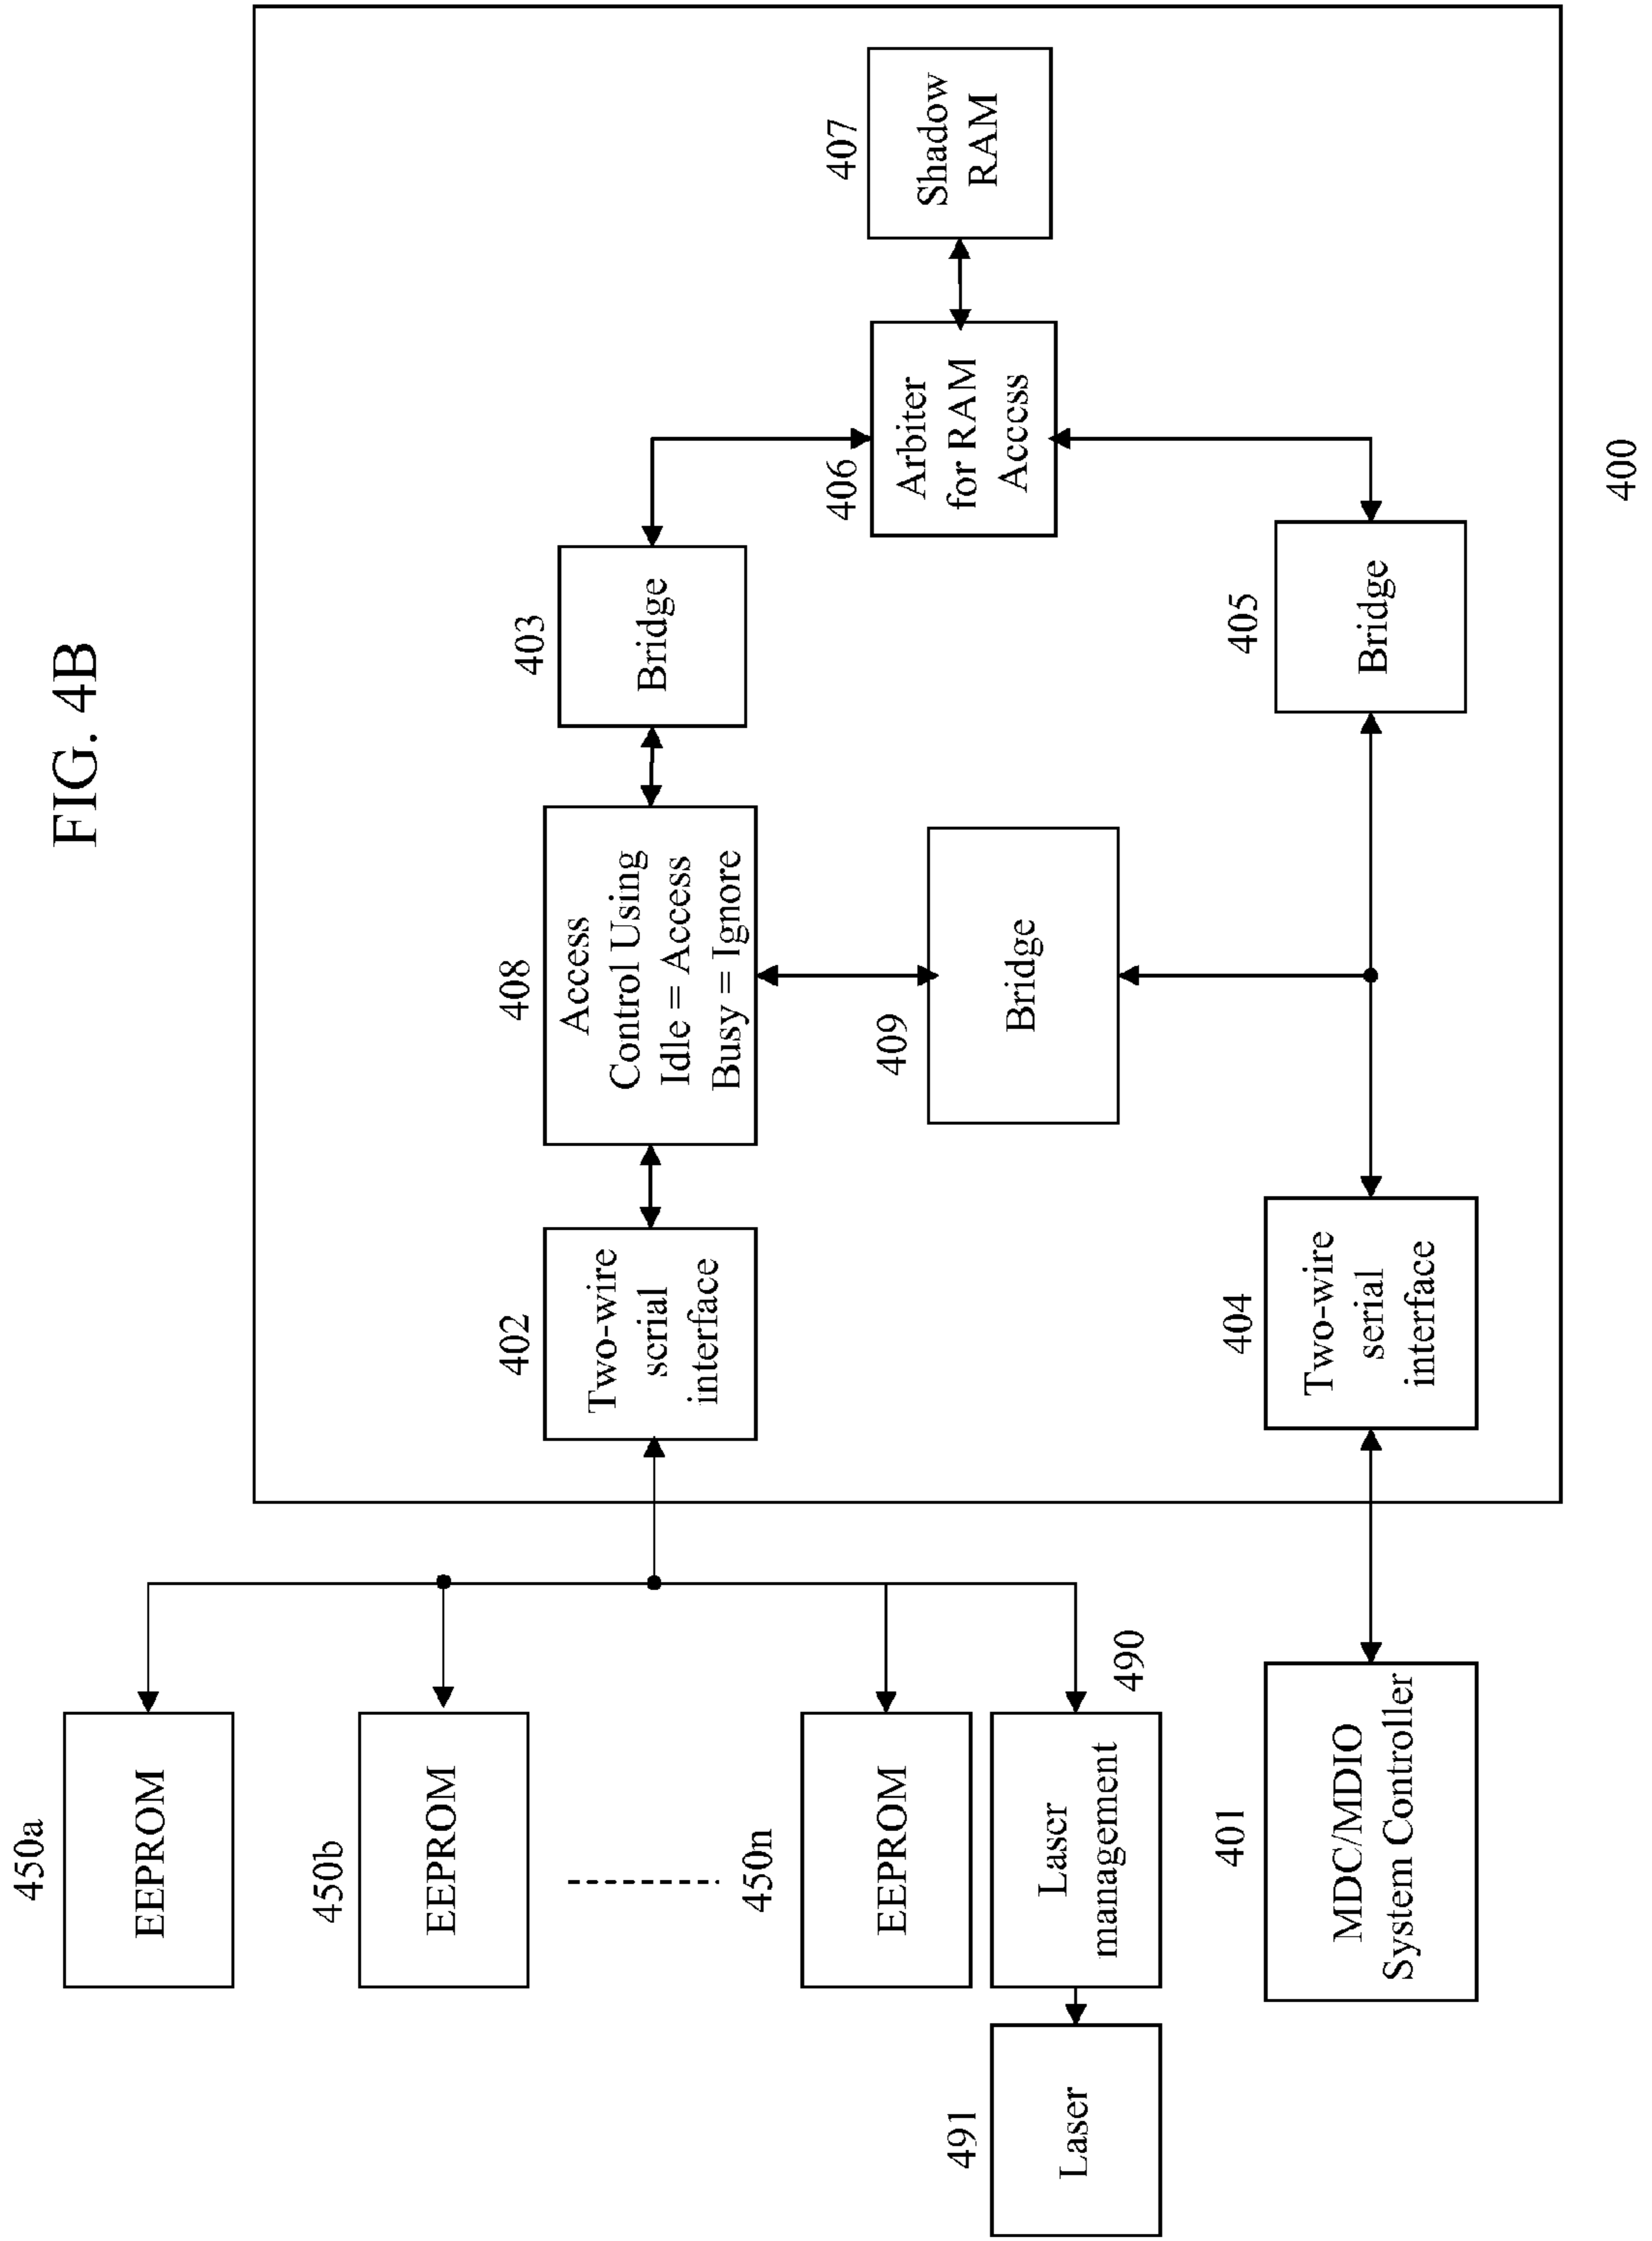 FIG. 4B
450a
EEPROM
450b
EEPROM
450n
EEPROM
490
Lascr
management
491
Laser
401
MDC/MDIO
System Controller
402
Two-wire
scrial
interface
408
Access
Control Using
Idle = Access
Busy = Ignore
403
Bridge
409
Bridge
406
Arbiter
for RAM
Acccss
407
Shadow
RAM
404
Two-wire
serial
interface
405
Bridge
400